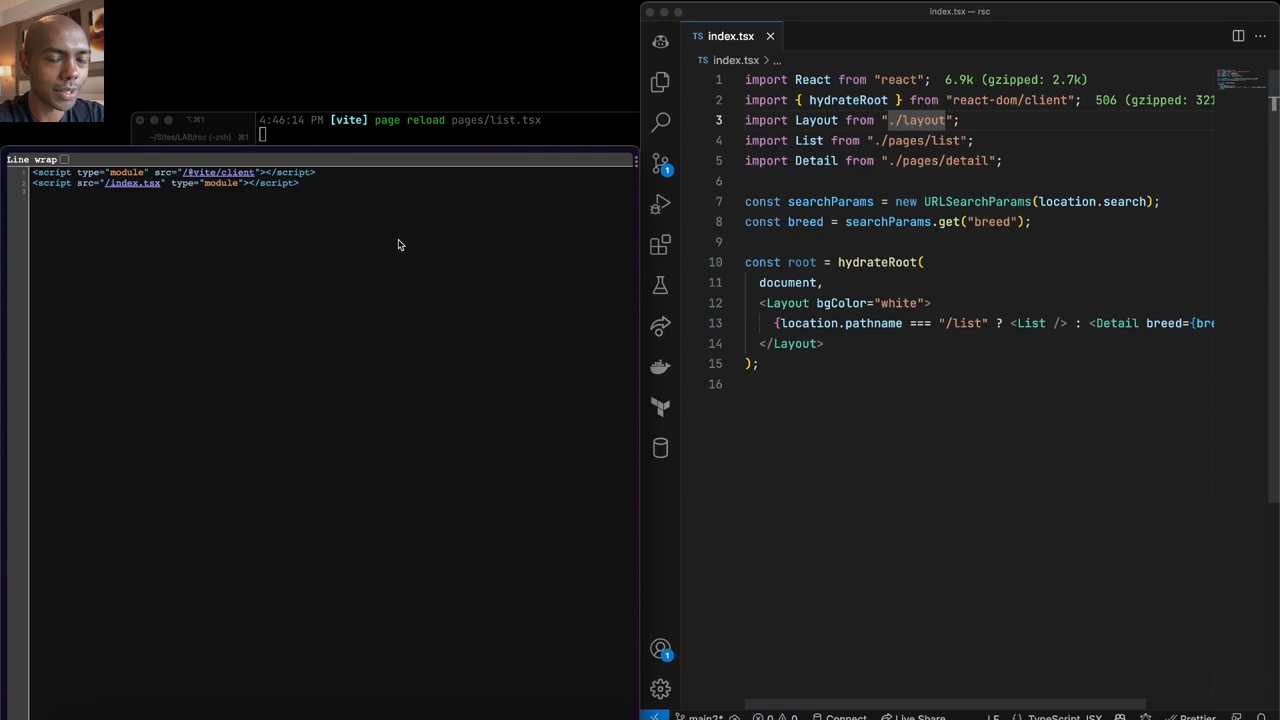 index.tsx — rsc
TS index.tsx
TS index.tsx > ...
⌥⌘1
~/Sites/LAB/rsc (-zsh) ⌘1
4:46:14 PM [vite] page reload pages/list.tsx
Line wrap
1 <script type="module" src="/@vite/client"></script>
2 <script src="/index.tsx" type="module"></script>
3
1 import React from "react"; 6.9k (gzipped: 2.7k)
2 import { hydrateRoot } from "react-dom/client"; 506 (gzipped: 321
3 import Layout from "./layout";
4 import List from "./pages/list";
5 import Detail from "./pages/detail";
6
7 const searchParams = new URLSearchParams(location.search);
8 const breed = searchParams.get("breed");
9
10 const root = hydrateRoot(
11 document,
12 <Layout bgColor="white">
13 {location.pathname === "/list" ? <List /> : <Detail breed={bre
14 </Layout>
15 );
16
1
1
main2* 0 0 Connect Live Share LF {} TypeScript JSX Prettier